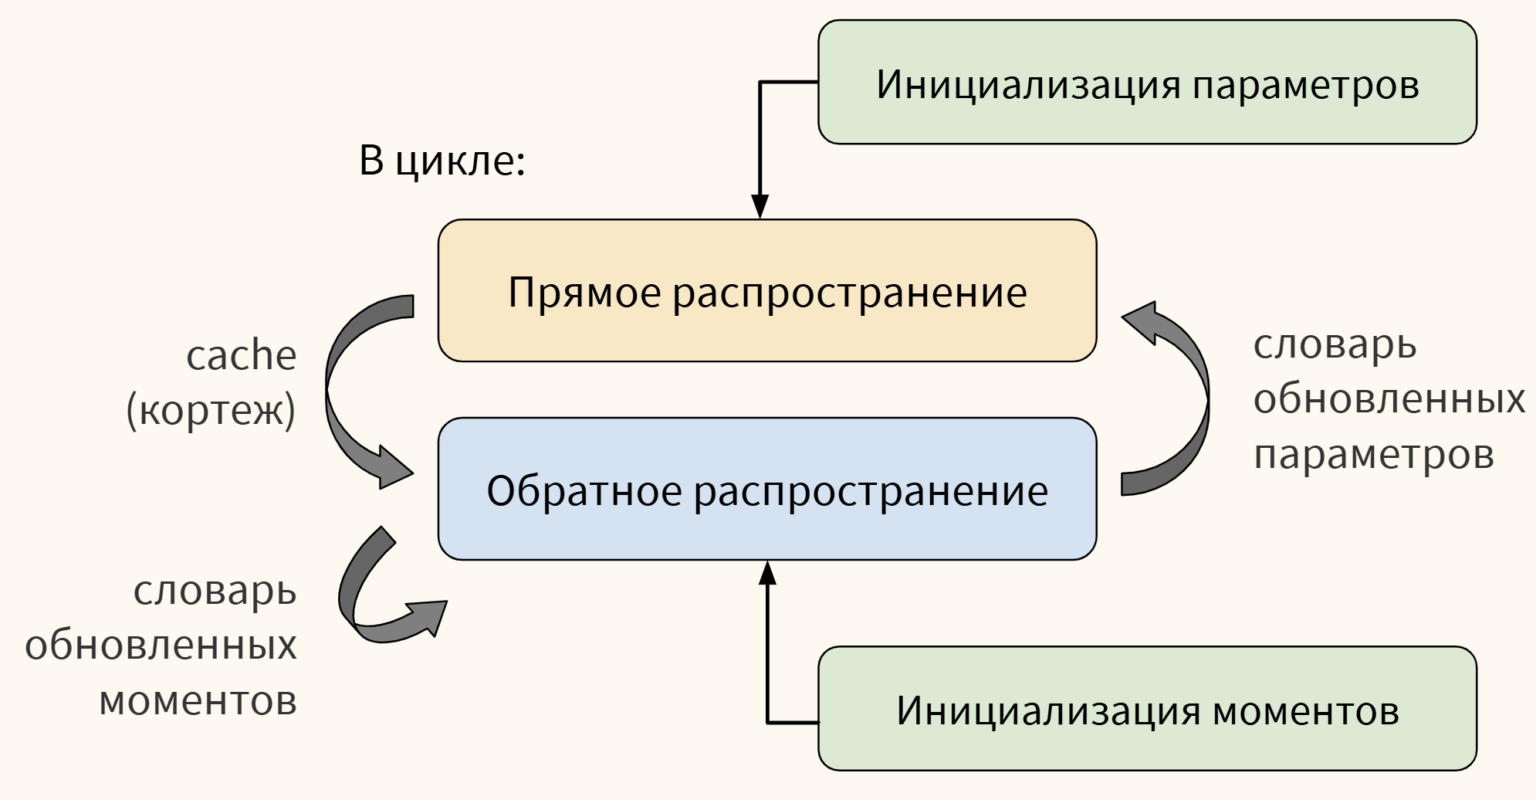 Инициализация параметров
В цикле:
Прямое распространение
cache
(кортеж)
словарь
обновленных
параметров
Обратное распространение
словарь
обновленных
моментов
Инициализация моментов